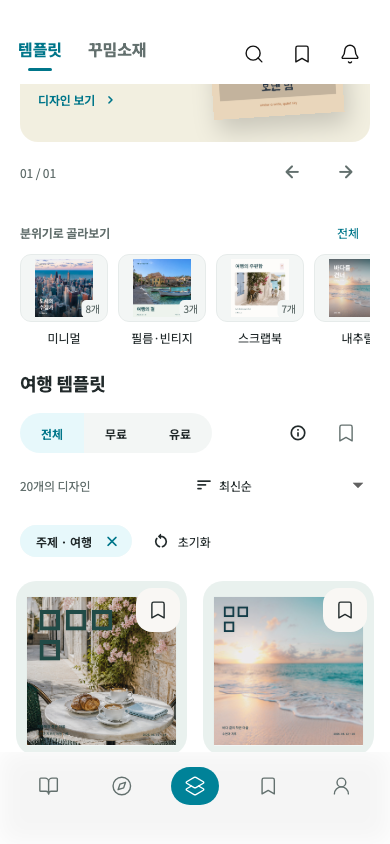 템플릿 꾸밈소재
디자인 보기
01 / 01
분위기로 골라보기 전체
8개 3개 7개
미니멀 필름·빈티지 스크랩북 내추럴
여행 템플릿
전체 무료 유료
20개의 디자인 최신순
주제 · 여행 초기화